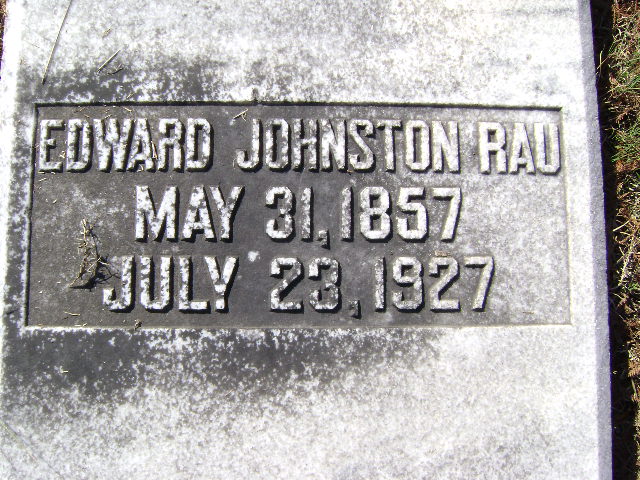 EDWARD JOHNSTON RAU
MAY 31, 1857
JULY 23, 1927